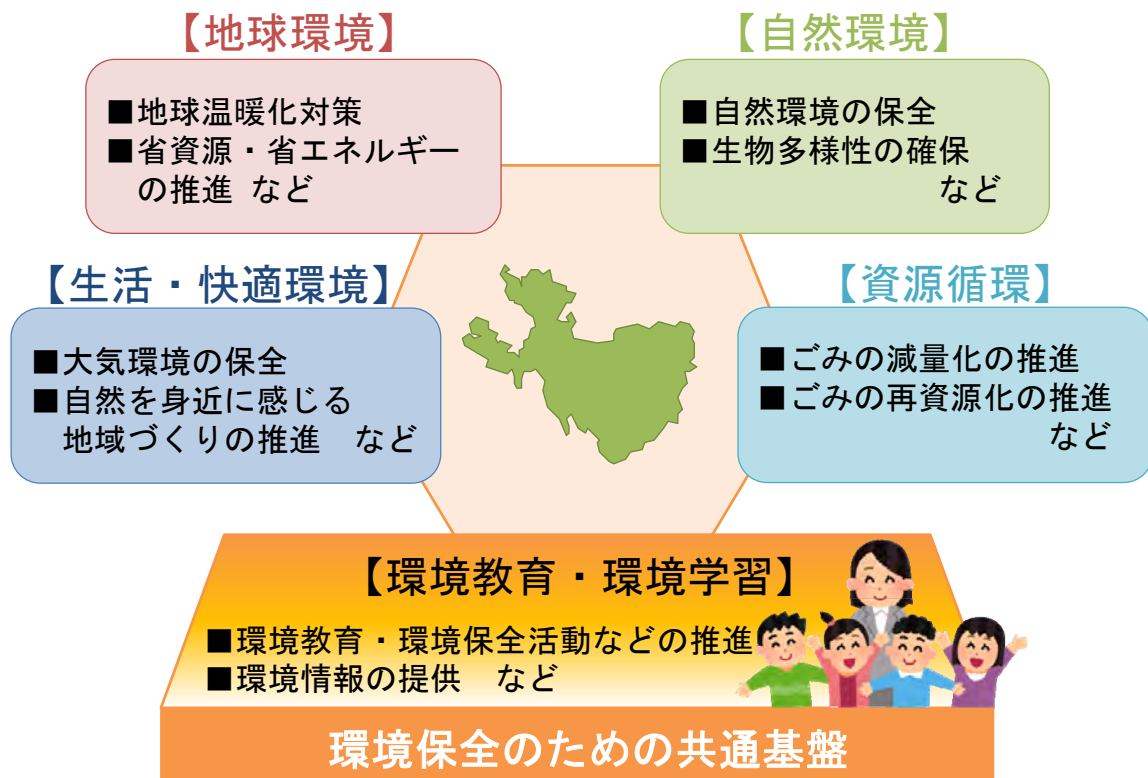 【地球環境】
■地球温暖化対策
■省資源・省エネルギー
の推進 など
【自然環境】
■自然環境の保全
■生物多様性の確保
など
【生活・快適環境】
■大気環境の保全
■自然を身近に感じる
地域づくりの推進　など
【資源循環】
■ごみの減量化の推進
■ごみの再資源化の推進
など
【環境教育・環境学習】
■環境教育・環境保全活動などの推進
■環境情報の提供　など
環境保全のための共通基盤